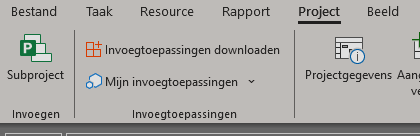 Bestand Taak Resource Rapport Project Beeld
Invoegtoepassingen downloaden
Mijn invoegtoepassingen
Subproject
Projectgegevens
Invoegen
Invoegtoepassingen